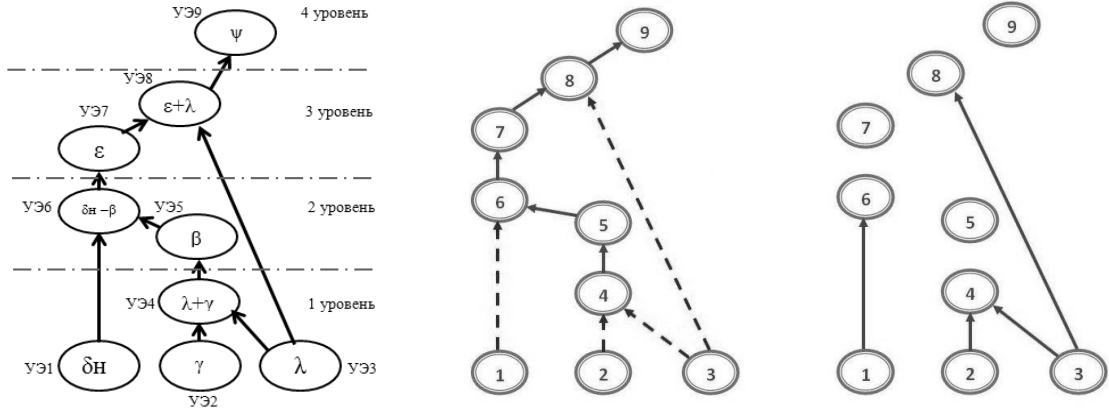 УЭ9 4 уровень
ψ
УЭ8
ε+λ
УЭ7 3 уровень
ε
УЭ6 δн –β УЭ5 2 уровень
β
УЭ4 λ+γ 1 уровень
УЭ1 δн γ λ УЭ3
УЭ2
9
8
7
6
5
4
1 2 3
9
8
7
6
5
4
1 2 3